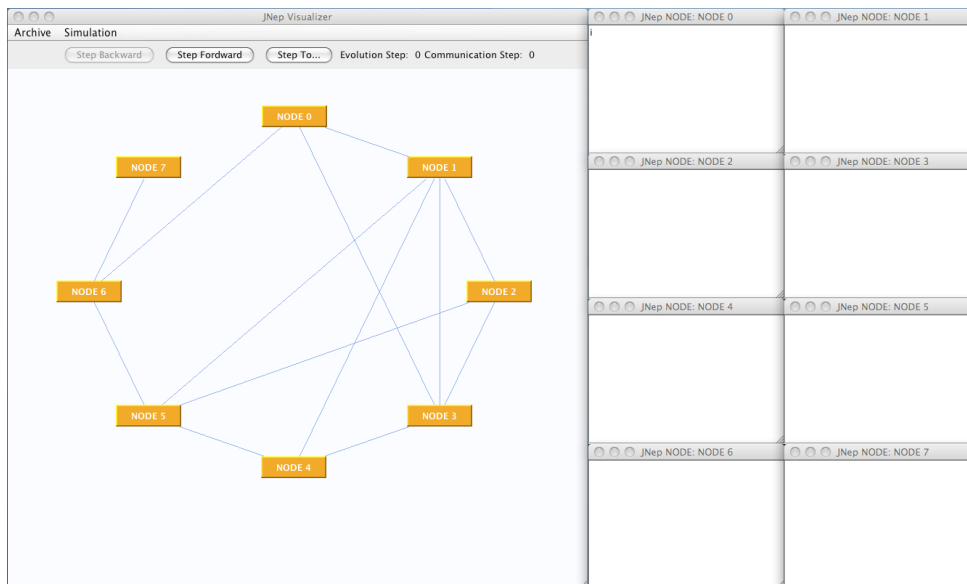 JNep Visualizer
Archive Simulation
Step Backward Step Fordward Step To... Evolution Step: 0 Communication Step: 0
NODE 0
NODE 7
NODE 1
NODE 6
NODE 2
NODE 5
NODE 3
NODE 4
JNep NODE: NODE 0
JNep NODE: NODE 1
i
JNep NODE: NODE 2
JNep NODE: NODE 3
JNep NODE: NODE 4
JNep NODE: NODE 5
JNep NODE: NODE 6
JNep NODE: NODE 7